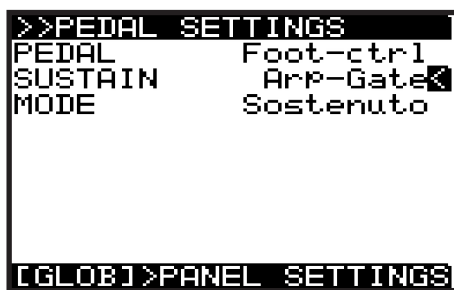 >>PEDAL SETTINGS
PEDAL Foot-ctrl
SUSTAIN Arp-Gate<
MODE Sostenuto
[GLOB]>PANEL SETTINGS